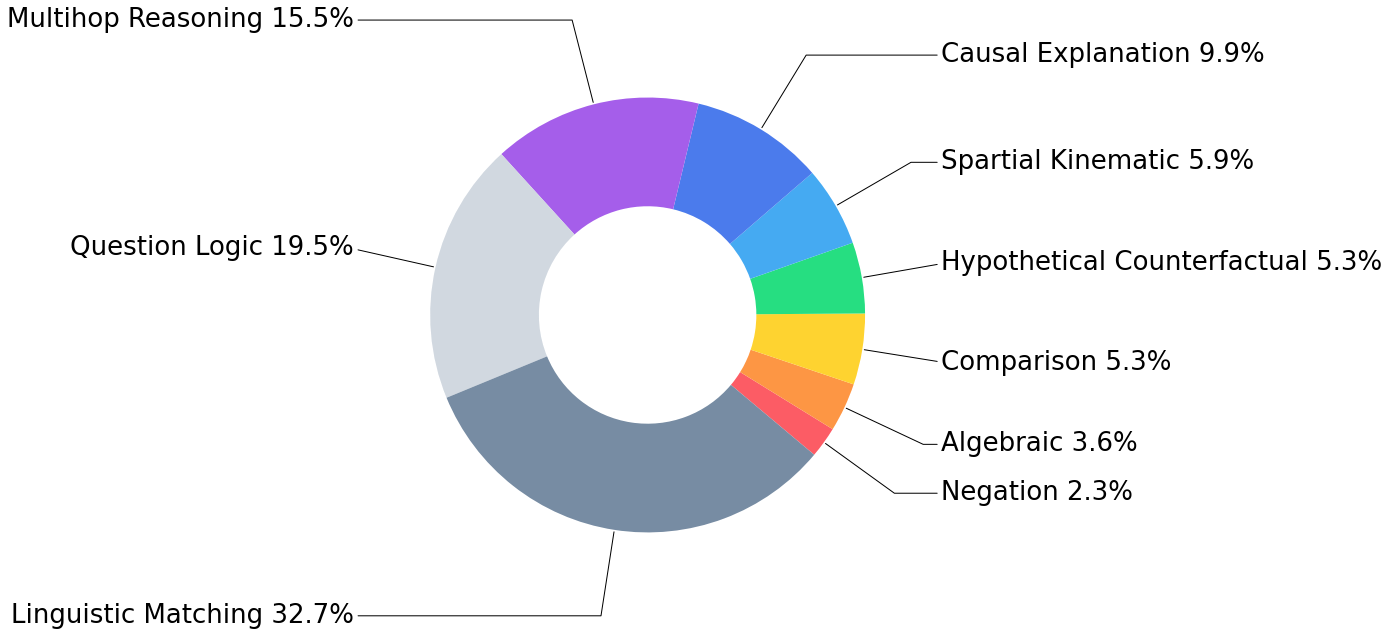 Multihop Reasoning 15.5%
Causal Explanation 9.9%
Spartial Kinematic 5.9%
Question Logic 19.5%
Hypothetical Counterfactual 5.3%
Comparison 5.3%
Algebraic 3.6%
Negation 2.3%
Linguistic Matching 32.7%